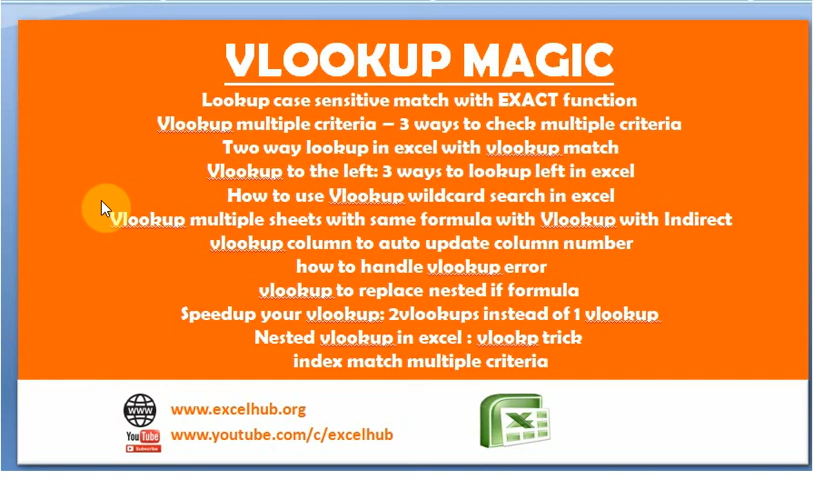 VLOOKUP MAGIC
Lookup case sensitive match with EXACT function
Vlookup multiple criteria – 3 ways to check multiple criteria
Two way lookup in excel with vlookup match
Vlookup to the left: 3 ways to lookup left in excel
How to use Vlookup wildcard search in excel
Vlookup multiple sheets with same formula with Vlookup with Indirect
vlookup column to auto update column number
how to handle vlookup error
vlookup to replace nested if formula
Speedup your vlookup: 2vlookups instead of 1 vlookup
Nested vlookup in excel : vlookp trick
index match multiple criteria
WWW www.excelhub.org
YouTube www.youtube.com/c/excelhub
Subscribe